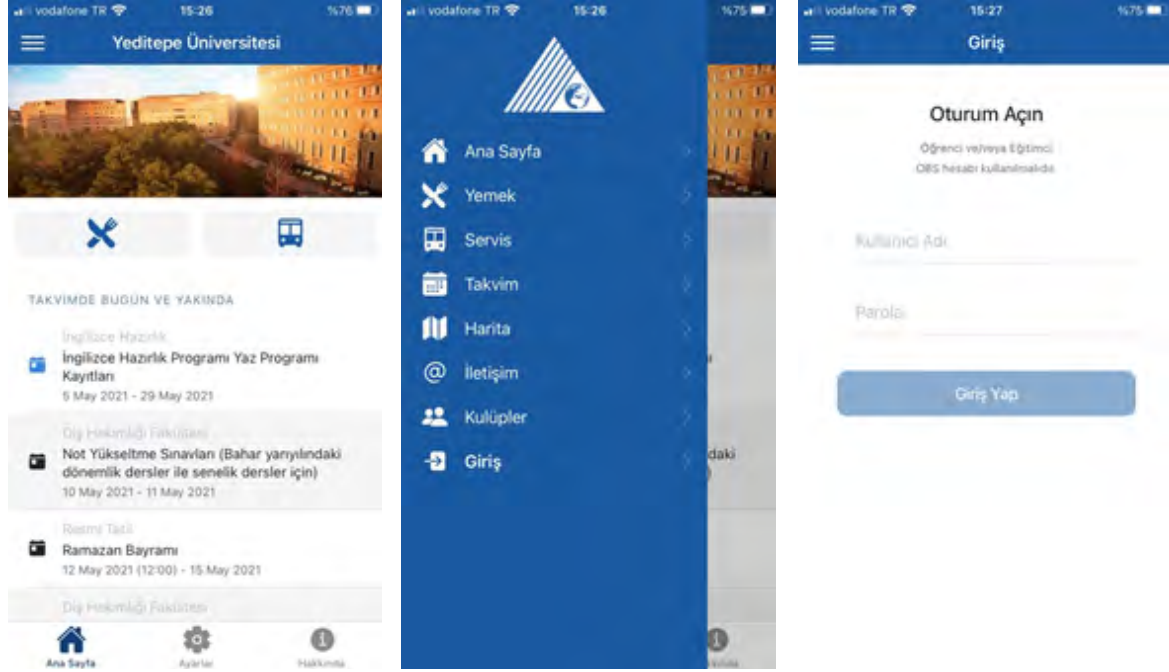 vodafone TR 15:26 %76
Yeditepe Üniversitesi
TAKVİMDE BUGÜN VE YAKINDA
İngilizce Hazırlık
İngilizce Hazırlık Programı Yaz Programı
Kayıtları
5 May 2021 - 29 May 2021
Diş Hekimliği Fakültesi
Not Yükseltme Sınavları (Bahar yarıyılındaki
dönemlik dersler ile senelik dersler için)
10 May 2021 - 11 May 2021
Resmi Tatil
Ramazan Bayramı
12 May 2021 (12:00) - 15 May 2021
Diş Hekimliği Fakültesi
Ana Sayfa Ayarlar Hakkında
vodafone TR 15:26 %75
Ana Sayfa
Yemek
Servis
Takvim
Harita
İletişim
Kulüpler
Giriş
daki
vodafone TR 15:27 %75
Giriş
Oturum Açın
Öğrenci ve/veya Eğitimci
OBS hesabı kullanılmalıdır.
Kullanıcı Adı
Parola
Giriş Yap